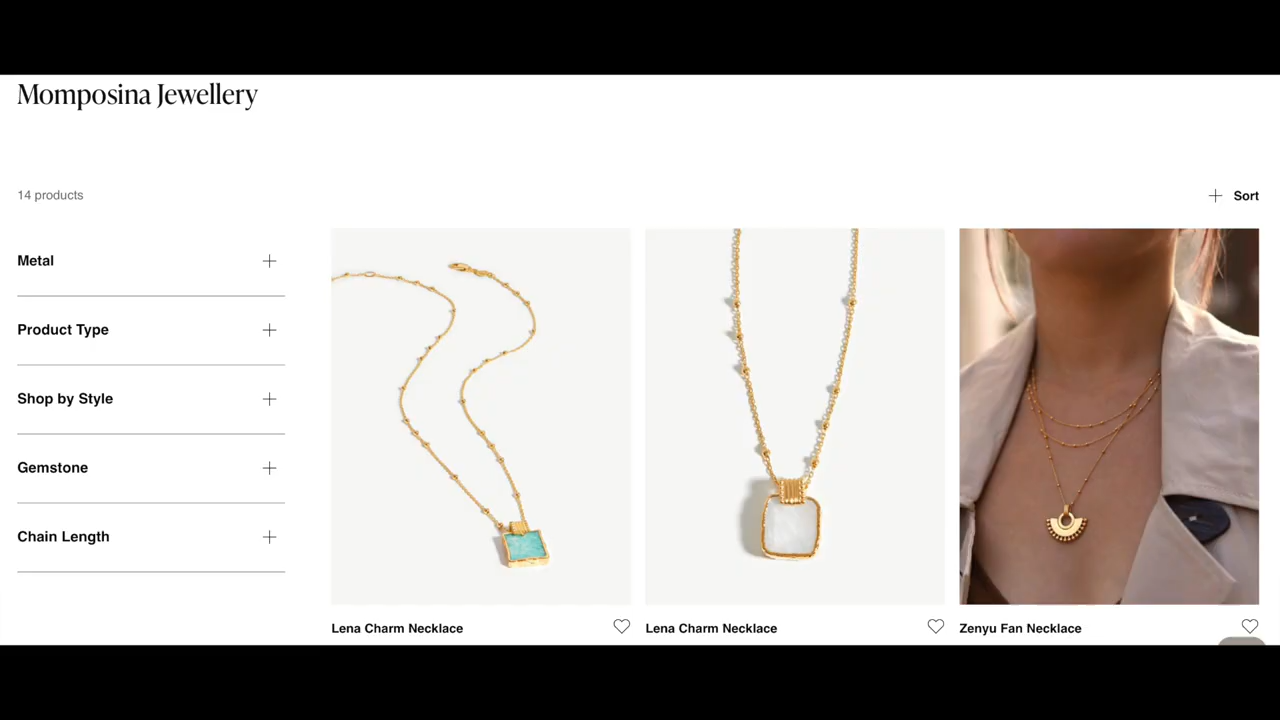 Momposina Jewellery
14 products
Sort
Metal
Product Type
Shop by Style
Gemstone
Chain Length
Lena Charm Necklace
Lena Charm Necklace
Zenyu Fan Necklace